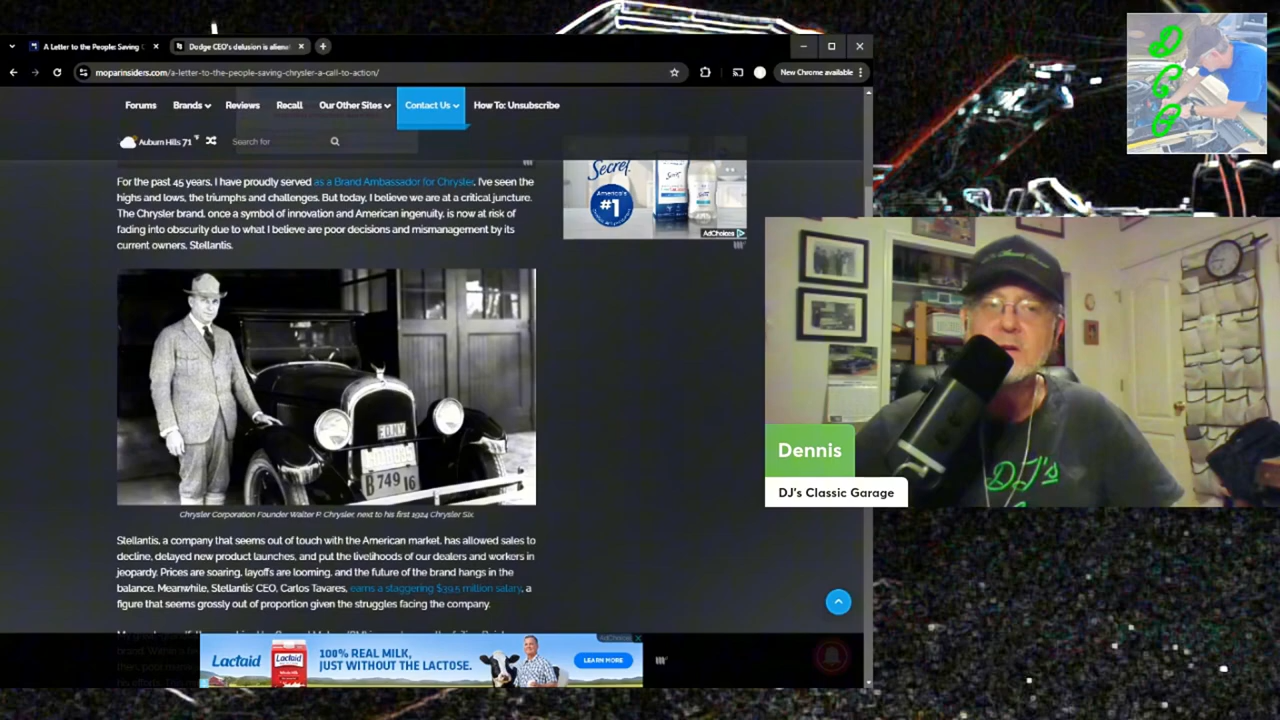 A Letter to the People: Saving C
Dodge CEO's delusion is aliena
moparinsiders.com/a-letter-to-the-people-saving-chrysler-a-call-to-action/
New Chrome available
Forums Brands Reviews Recall Our Other Sites Contact Us How To: Unsubscribe
Auburn Hills 71 °F Search for
For the past 45 years, I have proudly served as a Brand Ambassador for Chrysler. I've seen the
highs and lows, the triumphs and challenges. But today, I believe we are at a critical juncture.
The Chrysler brand, once a symbol of innovation and American ingenuity, is now at risk of
fading into obscurity due to what I believe are poor decisions and mismanagement by its
current owners, Stellantis.
Secret
America's
#1
AdChoices
B 749 16
Chrysler Corporation Founder Walter P. Chrysler, next to his first 1924 Chrysler Six.
Stellantis, a company that seems out of touch with the American market, has allowed sales to
decline, delayed new product launches, and put the livelihoods of our dealers and workers in
jeopardy. Prices are soaring, layoffs are looming, and the future of the brand hangs in the
balance. Meanwhile, Stellantis' CEO, Carlos Tavares, earns a staggering $39.5 million salary, a
figure that seems grossly out of proportion given the struggles facing the company.
AdChoices
Lactaid
Lactaid
100% REAL MILK,
JUST WITHOUT THE LACTOSE.
LEARN MORE
DJ's
Dennis
DJ's Classic Garage
D
G